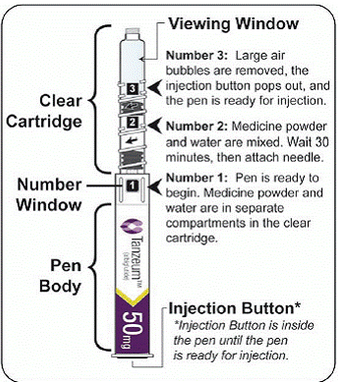 Viewing Window
Number 3: Large air
bubbles are removed, the
injection button pops out, and
the pen is ready for injection.
Clear
Cartridge
3
2
Number 2: Medicine powder
and water are mixed. Wait 30
minutes, then attach needle.
Number
Window
1
Number 1: Pen is ready to
begin. Medicine powder and
water are in separate
compartments in the clear
cartridge.
Pen
Body
Tanzeum™
(albiglutide)
50mg
Injection Button*
*Injection Button is inside
the pen until the pen
is ready for injection.